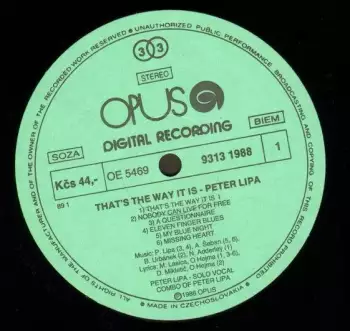 ALL RIGHTS OF THE MANUFACTURER AND OF THE OWNER OF THE RECORDED WORK RESERVED • UNAUTHORIZED PUBLIC PERFORMANCE, BROADCASTING AND COPYING OF THIS RECORD PROHIBITED
33
STEREO
OPUS
DIGITAL RECORDING
SOZA
BIEM
Kčs 44,-
OE 5469
9313 1988
1
89 1
THAT'S THE WAY IT IS - PETER LIPA
1) THAT'S THE WAY IT IS
2) NOBODY CAN LIVE FOR FREE
3) A QUESTIONNAIRE
4) ELEVEN FINGER BLUES
5) MY BLUE NIGHT
6) MISSING HEART
Music: P. Lipa (3, 4), A. Šeban (5, 6),
B. Urbánek (2), N. Adderley (1)
Lyrics: M. Lasica, O Hojma (1, 3),
D. Mikletič, O Hojma (2)
PETER LIPA - SOLO VOCAL
COMBO OF PETER LIPA
1988 OPUS
• MADE IN CZECHOSLOVAKIA •